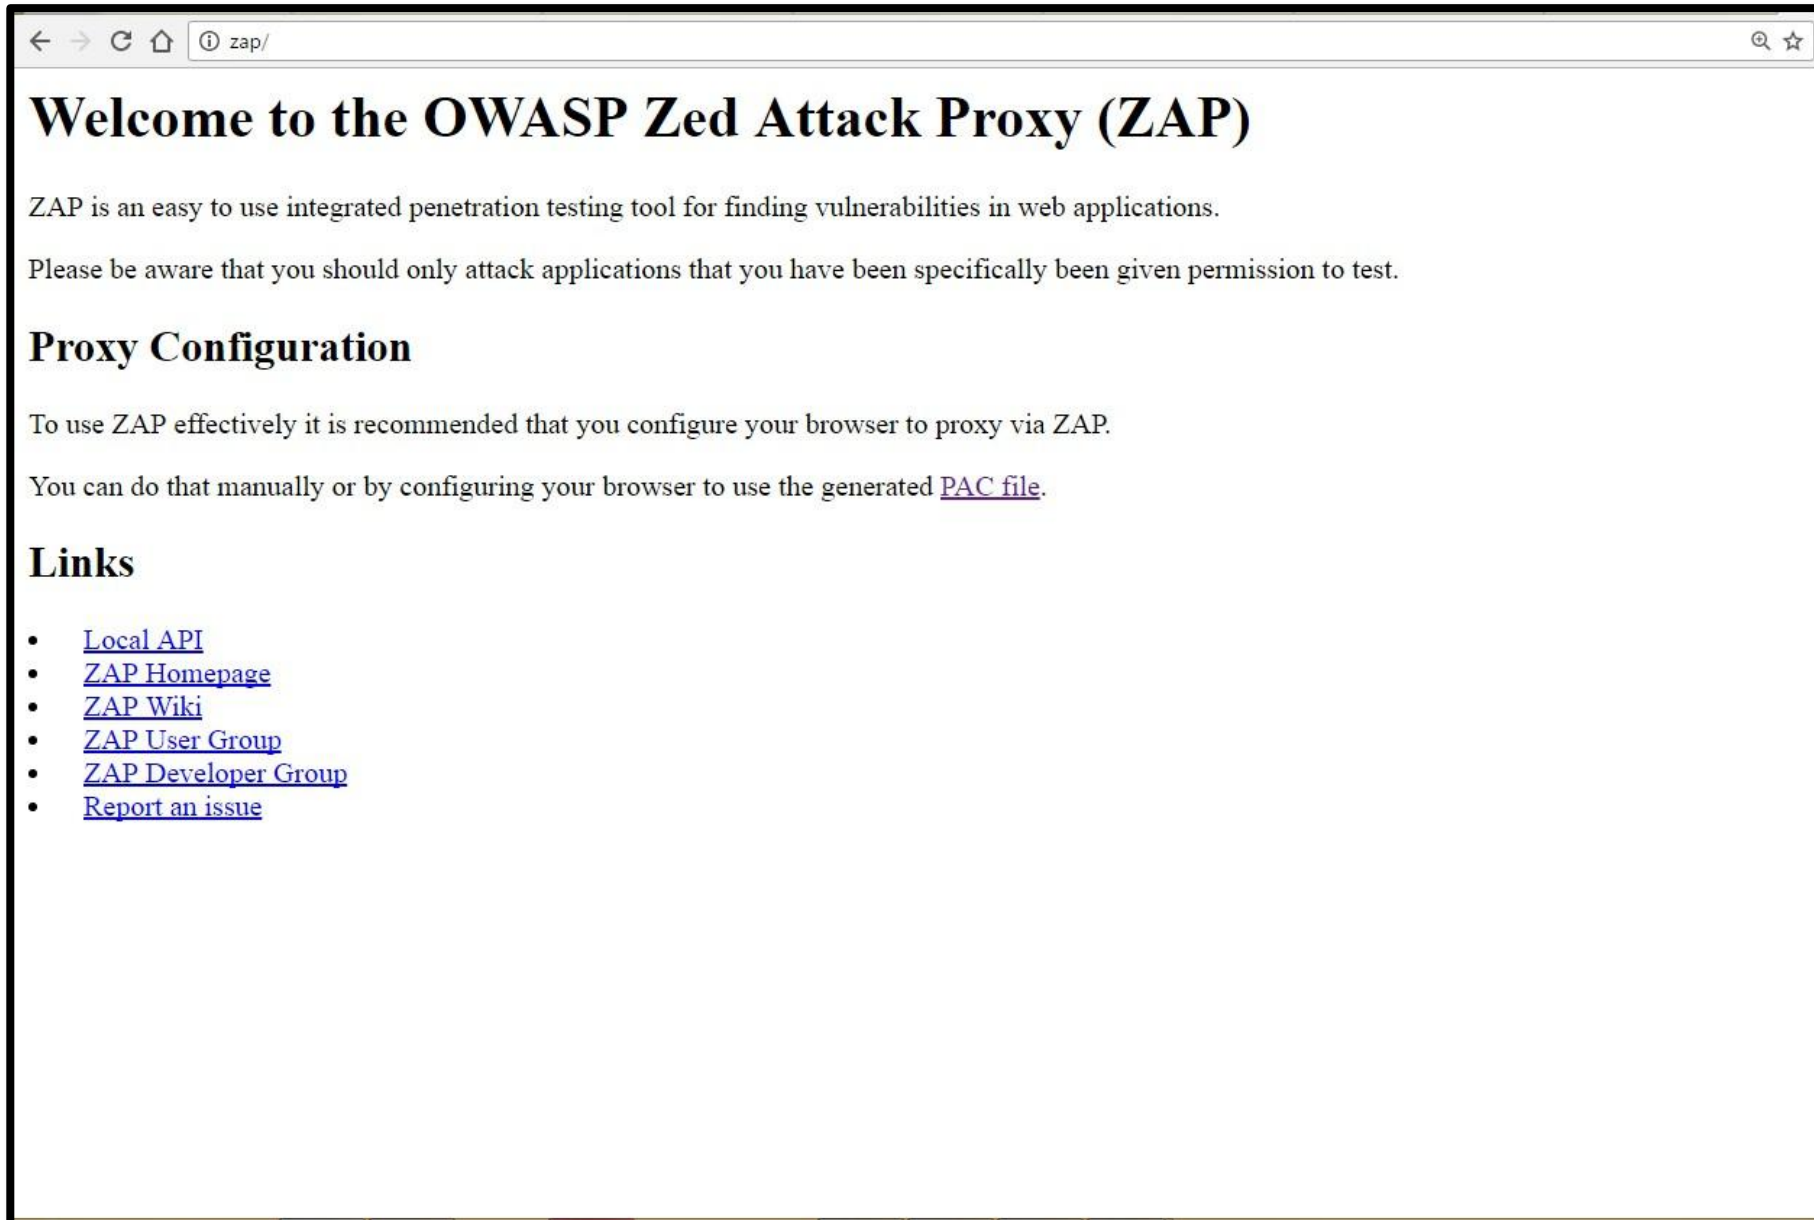 zap/
Welcome to the OWASP Zed Attack Proxy (ZAP)
ZAP is an easy to use integrated penetration testing tool for finding vulnerabilities in web applications.
Please be aware that you should only attack applications that you have been specifically been given permission to test.
Proxy Configuration
To use ZAP effectively it is recommended that you configure your browser to proxy via ZAP.
You can do that manually or by configuring your browser to use the generated PAC file.
Links
• Local API
• ZAP Homepage
• ZAP Wiki
• ZAP User Group
• ZAP Developer Group
• Report an issue